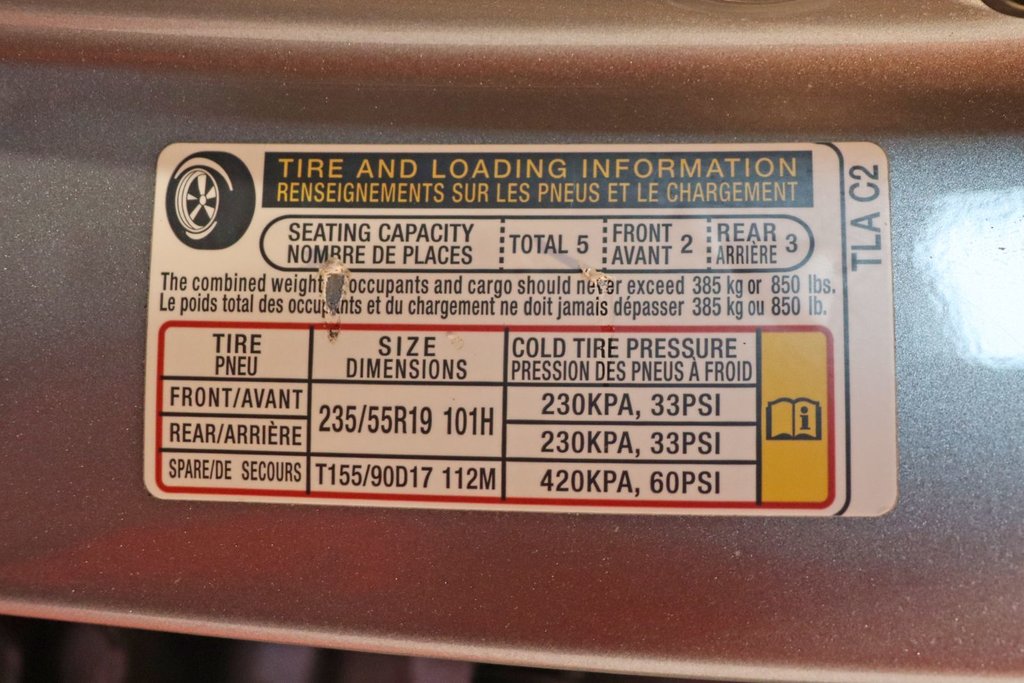 TIRE AND LOADING INFORMATION
RENSEIGNEMENTS SUR LES PNEUS ET LE CHARGEMENT
SEATING CAPACITY
NOMBRE DE PLACES
TOTAL 5
FRONT
AVANT 2
REAR
ARRIÈRE 3
TLA C2
The combined weight occupants and cargo should never exceed 385 kg or 850 lbs.
Le poids total des occupants et du chargement ne doit jamais dépasser 385 kg ou 850 lb.
TIRE
PNEU
SIZE
DIMENSIONS
COLD TIRE PRESSURE
PRESSION DES PNEUS À FROID
FRONT/AVANT
235/55R19 101H
230KPA, 33PSI
REAR/ARRIÈRE
230KPA, 33PSI
SPARE/DE SECOURS
T155/90D17 112M
420KPA, 60PSI